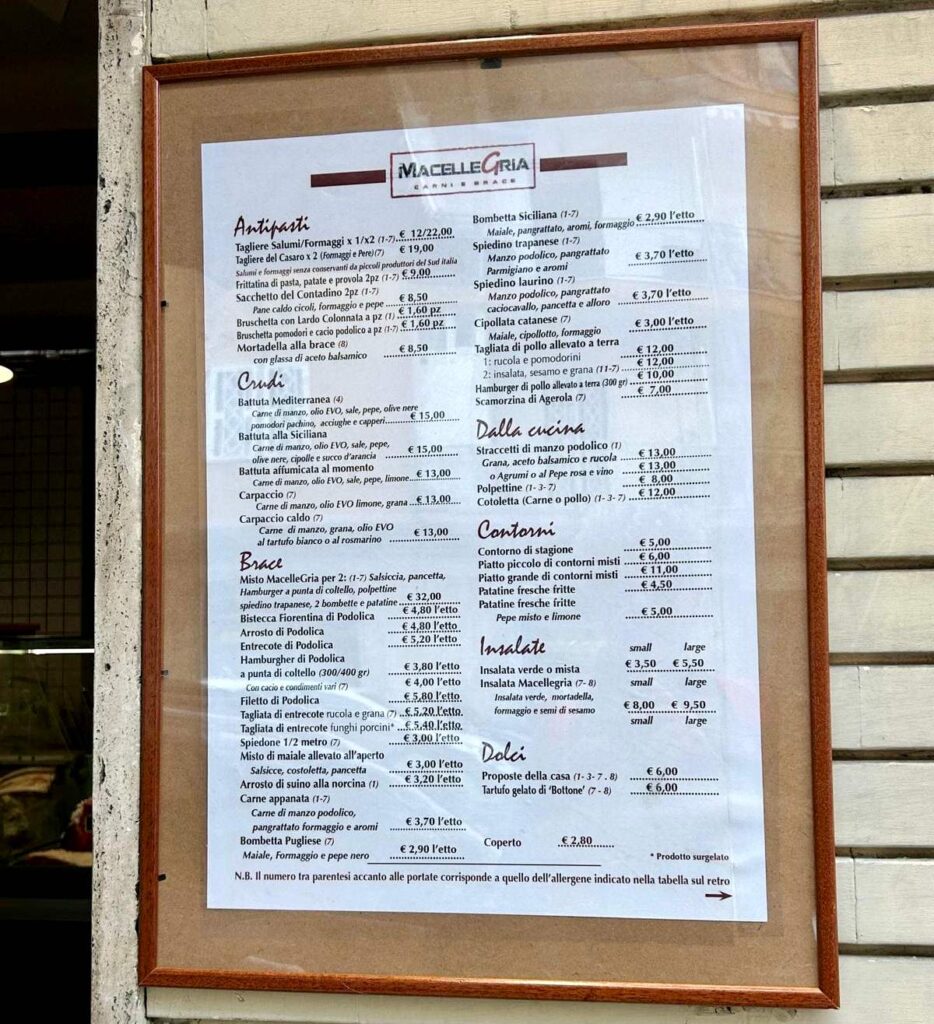 MACELLEGRIA
CARNI E BRACE
Antipasti
Tagliere Salumi/Formaggi x 1/x2 (1-7) € 12/22,00
Tagliere del Casaro x 2 (Formaggi e Pere) (7) € 19,00
Salumi e formaggi senza conservanti da piccoli produttori del Sud italia
Frittatina di pasta, patate e provola 2pz (1-7) € 9,00
Sacchetto del Contadino 2pz (1-7)
Pane caldo cicoli, formaggio e pepe € 8,50
Bruschetta con Lardo Colonnata a pz (1) € 1,60 pz
Bruschetta pomodori e cacio podolico a pz (1-7) € 1,60 pz
Mortadella alla brace (8) € 8,50
con glassa di aceto balsamico
Crudi
Battuta Mediterranea (4)
Carne di manzo, olio EVO, sale, pepe, olive nere
pomodori pachino, acciughe e capperi € 15,00
Battuta alla Siciliana
Carne di manzo, olio EVO, sale, pepe,
olive nere, cipolle e succo d'arancia € 15,00
Battuta affumicata al momento
Carne di manzo, olio EVO, sale, pepe, limone € 13,00
Carpaccio (7)
Carne di manzo, olio EVO limone, grana € 13,00
Carpaccio caldo (7)
Carne di manzo, grana, olio EVO
al tartufo bianco o al rosmarino € 13,00
Brace
Misto MacelleGria per 2: (1-7) Salsiccia, pancetta,
Hamburger a punta di coltello, polpettine
spiedino trapanese, 2 bombette e patatine € 32,00
Bistecca Fiorentina di Podolica € 4,80 l'etto
Arrosto di Podolica € 4,80 l'etto
Entrecote di Podolica € 5,20 l'etto
Hamburgher di Podolica
a punta di coltello (300/400 gr) € 3,80 l'etto
Con cacio e condimenti vari (7) € 4,00 l'etto
Filetto di Podolica € 5,80 l'etto
Tagliata di entrecote rucola e grana (7) € 5,20 l'etto
Tagliata di entrecote funghi porcini* € 5,40 l'etto
Spiedone 1/2 metro (7) € 3,00 l'etto
Misto di maiale allevato all'aperto
Salsicce, costoletta, pancetta € 3,00 l'etto
Arrosto di suino alla norcina (1) € 3,20 l'etto
Carne appanata (1-7)
Carne di manzo podolico,
pangrattato formaggio e aromi € 3,70 l'etto
Bombetta Pugliese (7)
Maiale, Formaggio e pepe nero € 2,90 l'etto
Bombetta Siciliana (1-7) € 2,90 l'etto
Maiale, pangrattato, aromi, formaggio
Spiedino trapanese (1-7)
Manzo podolico, pangrattato € 3,70 l'etto
Parmigiano e aromi
Spiedino laurino (1-7)
Manzo podolico, pangrattato € 3,70 l'etto
caciocavallo, pancetta e alloro
Cipollata catanese (7) € 3,00 l'etto
Maiale, cipollotto, formaggio
Tagliata di pollo allevato a terra € 12,00
1: rucola e pomodorini € 12,00
2: insalata, sesamo e grana (11-7) € 10,00
Hamburger di pollo allevato a terra (300 gr) € 7,00
Scamorzina di Agerola (7)
Dalla cucina
Straccetti di manzo podolico (1)
Grana, aceto balsamico e rucola € 13,00
o Agrumi o al Pepe rosa e vino € 13,00
Polpettine (1-3-7) € 8,00
Cotoletta (Carne o pollo) (1-3-7) € 12,00
Contorni
Contorno di stagione € 5,00
Piatto piccolo di contorni misti € 6,00
Piatto grande di contorni misti € 11,00
Patatine fresche fritte € 4,50
Patatine fresche fritte
Pepe misto e limone € 5,00
Insalate small large
Insalata verde o mista € 3,50 € 5,50
Insalata Macellegria (7-8) small large
Insalata verde, mortadella,
formaggio e semi di sesamo € 8,00 € 9,50
small large
Dolci
Proposte della casa (1-3-7.8) € 6,00
Tartufo gelato di 'Bottone' (7-8) € 6,00
Coperto € 2,80
* Prodotto surgelato
N.B. Il numero tra parentesi accanto alle portate corrisponde a quello dell'allergene indicato nella tabella sul retro